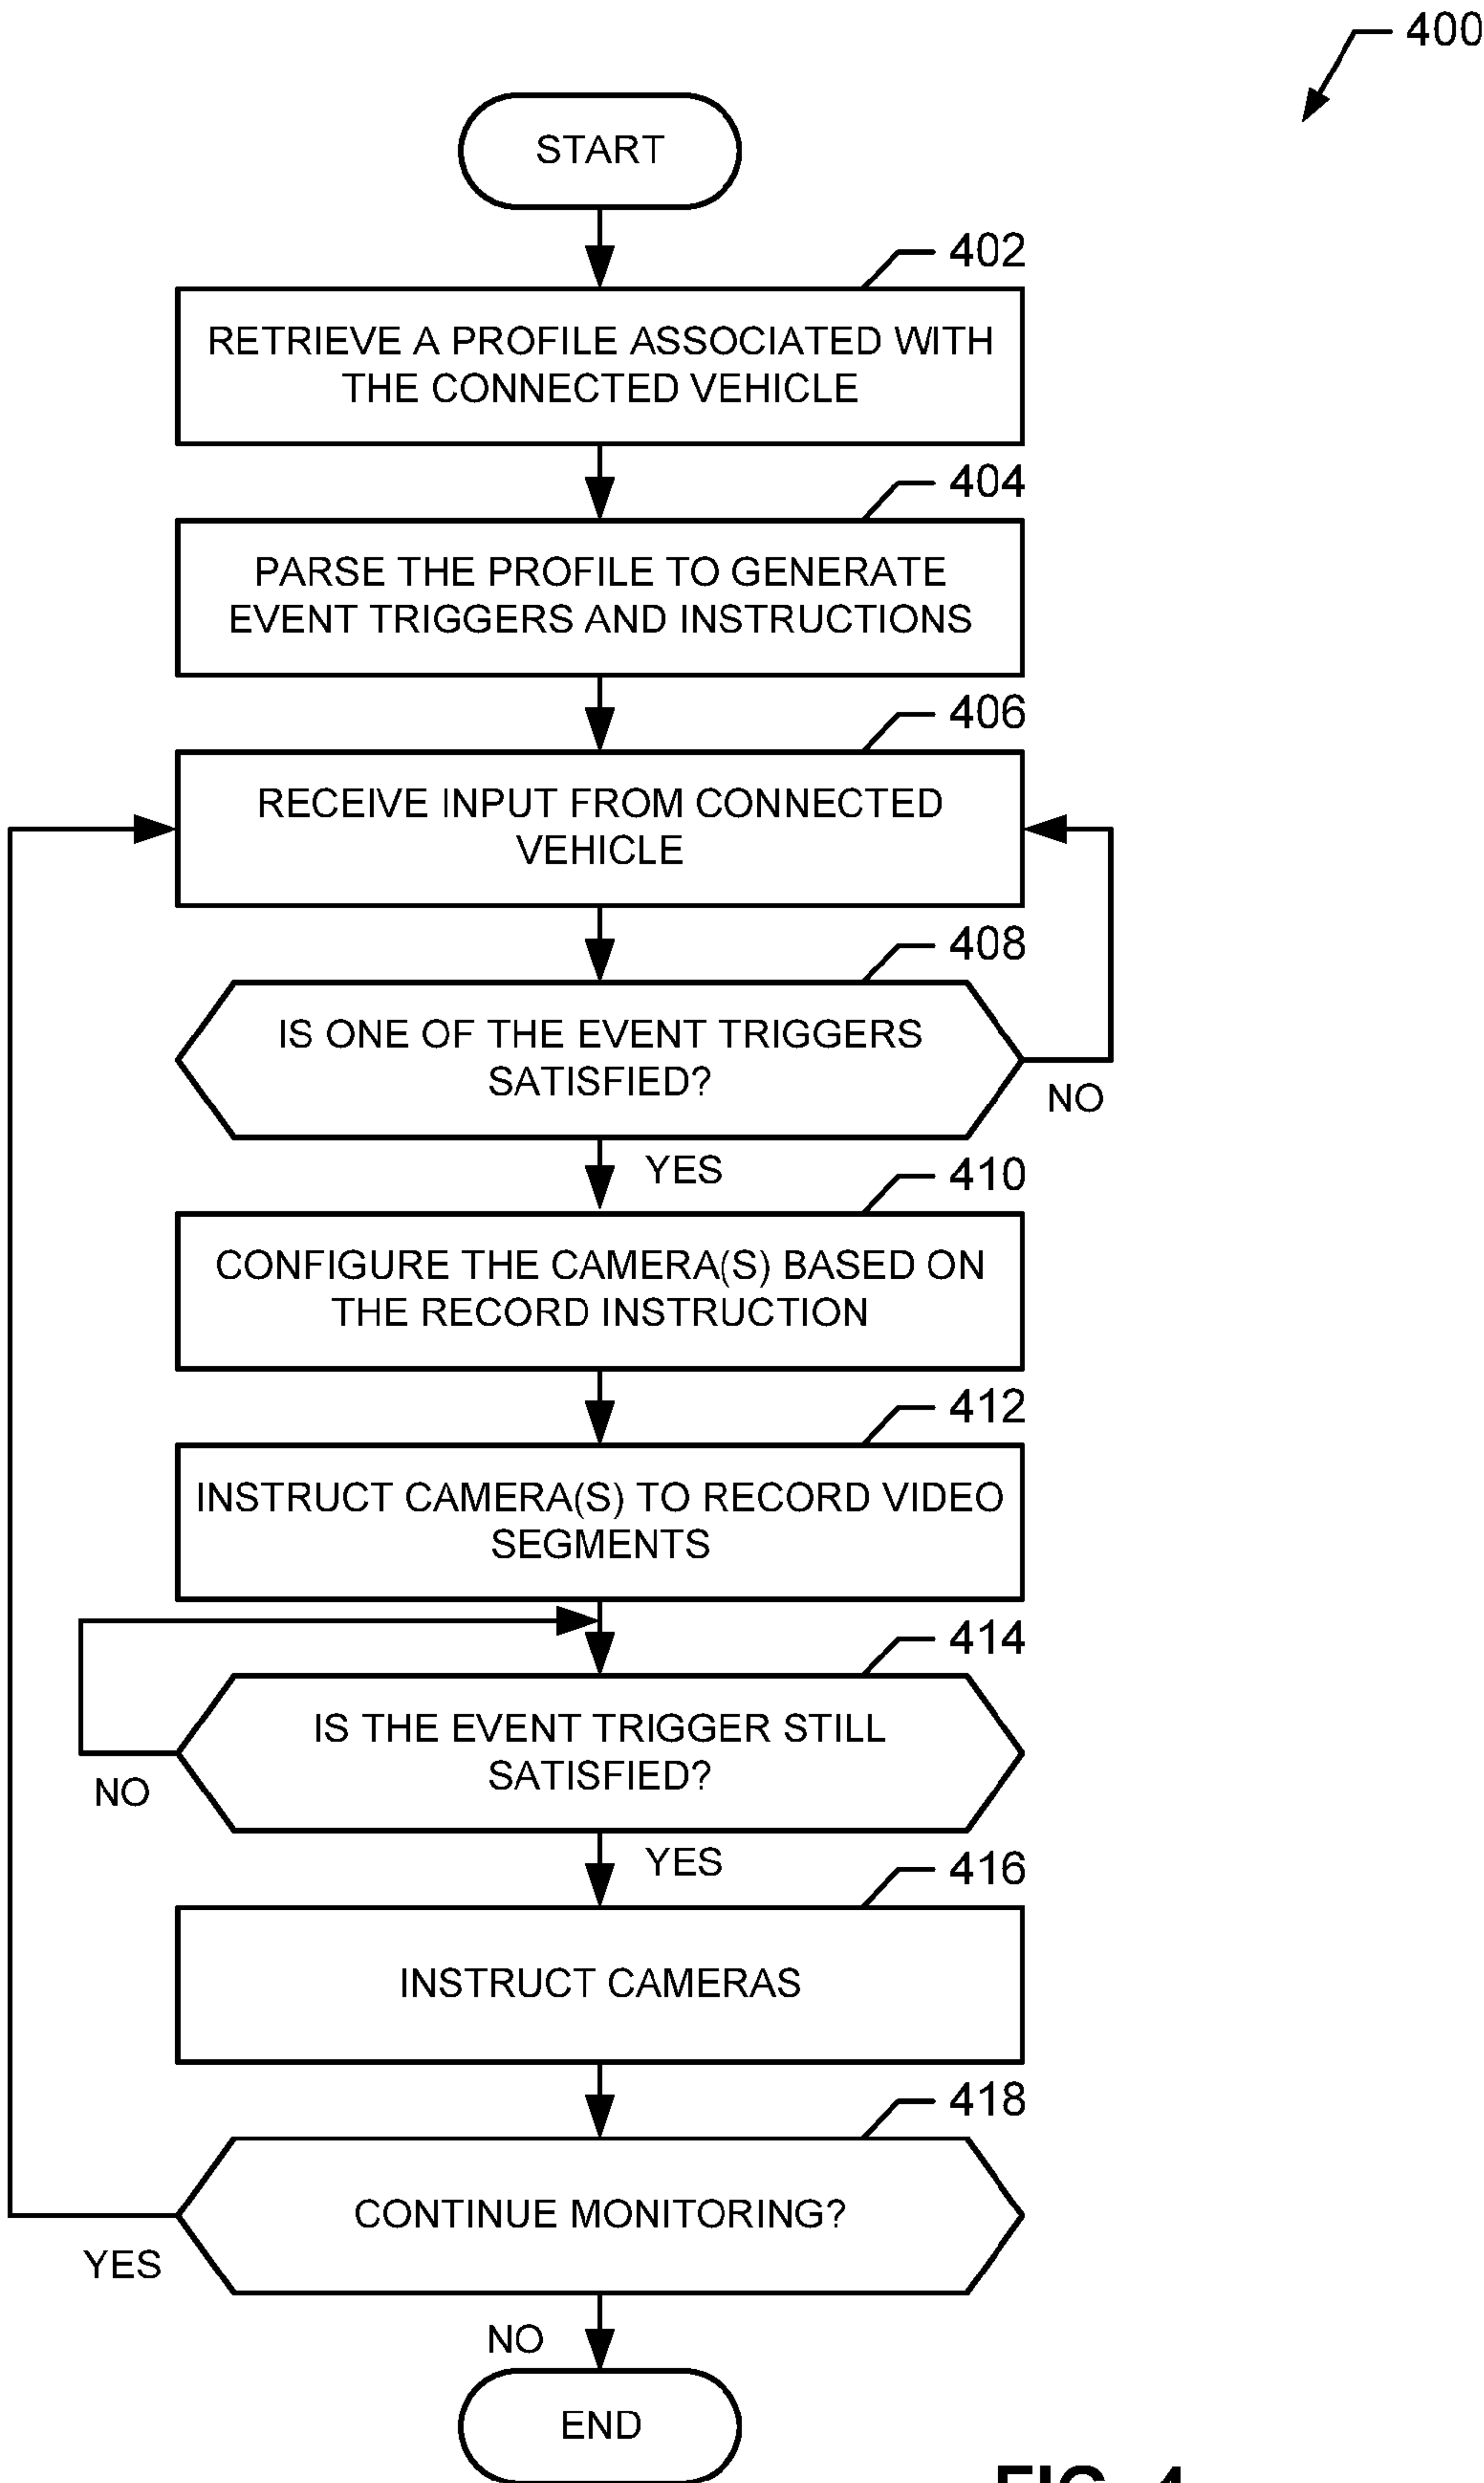 400
START
402
RETRIEVE A PROFILE ASSOCIATED WITH
THE CONNECTED VEHICLE
404
PARSE THE PROFILE TO GENERATE
EVENT TRIGGERS AND INSTRUCTIONS
406
RECEIVE INPUT FROM CONNECTED
VEHICLE
408
IS ONE OF THE EVENT TRIGGERS
SATISFIED?
NO
YES
410
CONFIGURE THE CAMERA(S) BASED ON
THE RECORD INSTRUCTION
412
INSTRUCT CAMERA(S) TO RECORD VIDEO
SEGMENTS
414
IS THE EVENT TRIGGER STILL
SATISFIED?
NO
YES
416
INSTRUCT CAMERAS
418
CONTINUE MONITORING?
YES
NO
END
FIG. 4